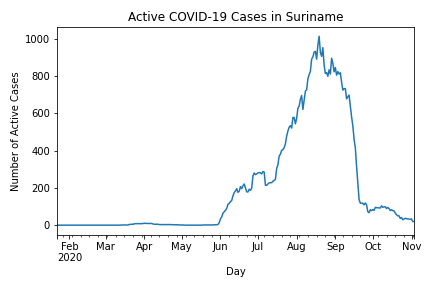 Active COVID-19 Cases in Suriname
Number of Active Cases
1000
800
600
400
200
0
Feb Mar Apr May Jun Jul Aug Sep Oct Nov
2020
Day